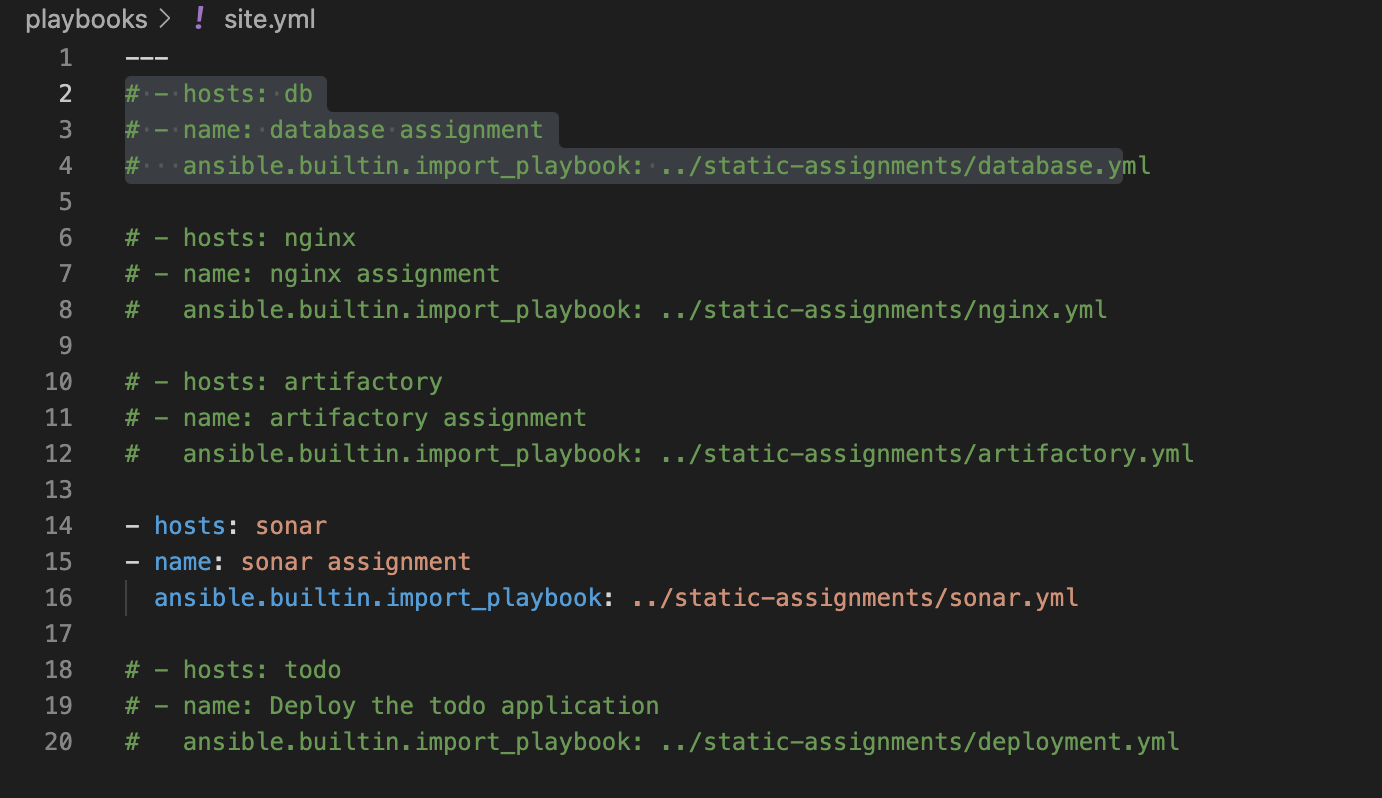 playbooks > ! site.yml
1 ---
2 # - hosts: db
3 # - name: database assignment
4 #   ansible.builtin.import_playbook: ../static-assignments/database.yml
5
6 # - hosts: nginx
7 # - name: nginx assignment
8 #   ansible.builtin.import_playbook: ../static-assignments/nginx.yml
9
10 # - hosts: artifactory
11 # - name: artifactory assignment
12 #   ansible.builtin.import_playbook: ../static-assignments/artifactory.yml
13
14 - hosts: sonar
15 - name: sonar assignment
16   ansible.builtin.import_playbook: ../static-assignments/sonar.yml
17
18 # - hosts: todo
19 # - name: Deploy the todo application
20 #   ansible.builtin.import_playbook: ../static-assignments/deployment.yml